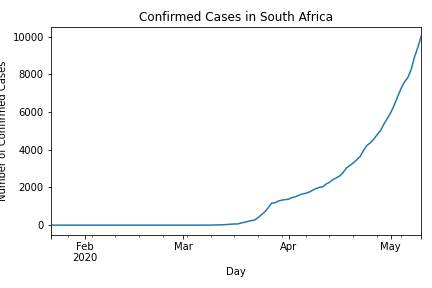 Confirmed Cases in South Africa
Number of Confirmed Cases
10000
8000
6000
4000
2000
0
Feb
2020
Mar
Apr
May
Day